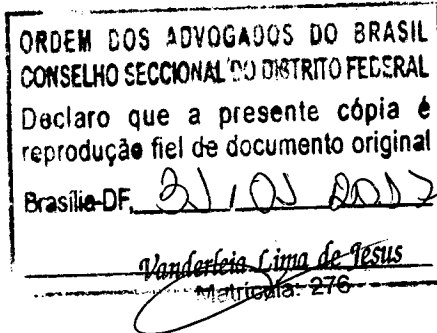 ORDEM DOS ADVOGADOS DO BRASIL
CONSELHO SECCIONAL DO DISTRITO FEDERAL
Declaro que a presente cópia é
reprodução fiel de documento original
Brasília-DF,
Vanderleia Lima de Jesus
Matrícula: 276